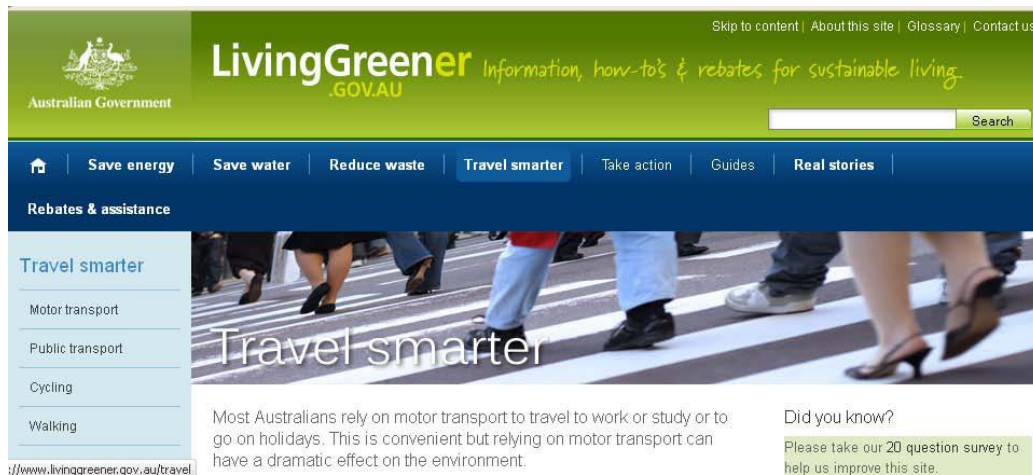 Skip to content | About this site | Glossary | Contact us
Australian Government
LivingGreener
.GOV.AU
Information, how-to's & rebates for sustainable living.
Search
Save energy | Save water | Reduce waste | Travel smarter | Take action | Guides | Real stories |
Rebates & assistance
Travel smarter
Motor transport
Public transport
Cycling
Walking
Travel smarter
Most Australians rely on motor transport to travel to work or study or to
go on holidays. This is convenient but relying on motor transport can
have a dramatic effect on the environment.
Did you know?
Please take our 20 question survey to
help us improve this site.
://www.livinggreener.gov.au/travel